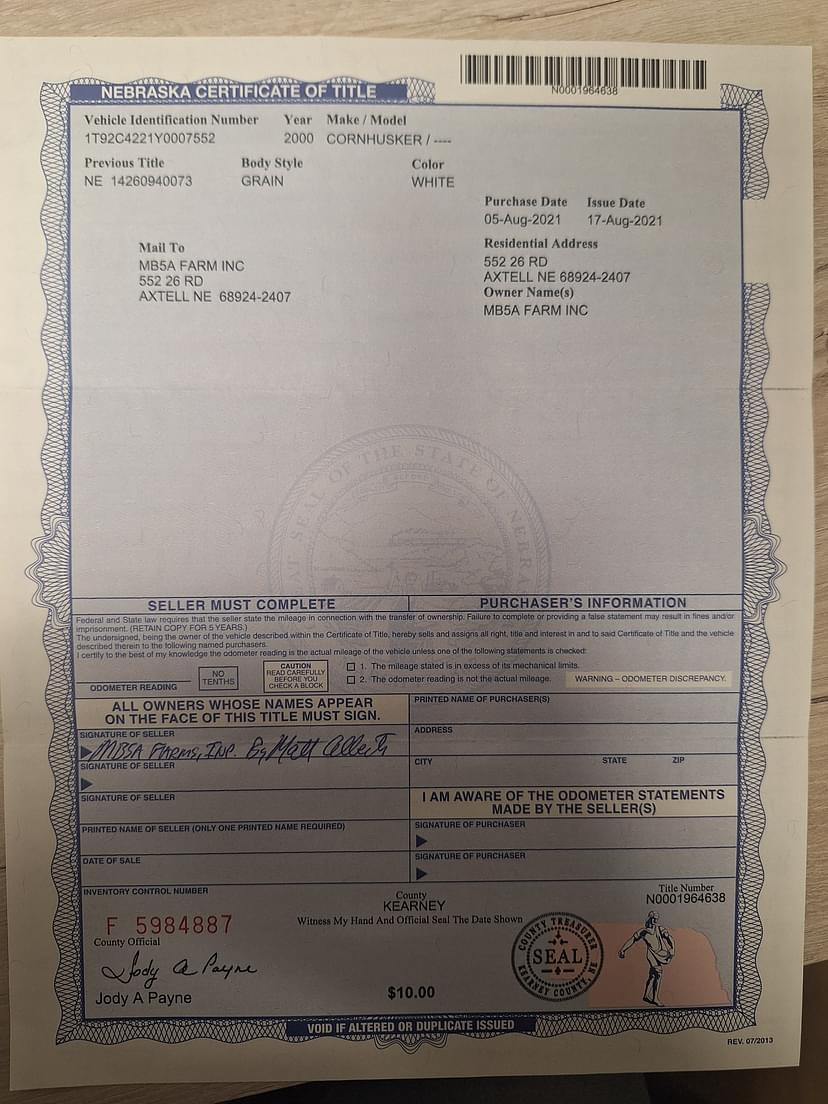 N0001964638
NEBRASKA CERTIFICATE OF TITLE
Vehicle Identification Number Year Make / Model
1T92C4221Y0007552 2000 CORNHUSKER / ----
Previous Title Body Style Color
NE 14260940073 GRAIN WHITE
Purchase Date Issue Date
05-Aug-2021 17-Aug-2021
Mail To
MB5A FARM INC
552 26 RD
AXTELL NE 68924-2407
Residential Address
552 26 RD
AXTELL NE 68924-2407
Owner Name(s)
MB5A FARM INC
SEAL OF THE STATE OF NEBRA
SELLER MUST COMPLETE
PURCHASER'S INFORMATION
Federal and State law requires that the seller state the mileage in connection with the transfer of ownership. Failure to complete or providing a false statement may result in fines and/or
imprisonment. (RETAIN COPY FOR 5 YEARS.)
The undersigned, being the owner of the vehicle described within the Certificate of Title, hereby sells and assigns all right, title and interest in and to said Certificate of Title and the vehicle
described therein to the following named purchasers.
I certify to the best of my knowledge the odometer reading is the actual mileage of the vehicle unless one of the following statements is checked:
ODOMETER READING
NO
TENTHS
CAUTION
READ CAREFULLY
BEFORE YOU
CHECK A BLOCK
1. The mileage stated is in excess of its mechanical limits.
2. The odometer reading is not the actual mileage.
WARNING – ODOMETER DISCREPANCY.
ALL OWNERS WHOSE NAMES APPEAR
ON THE FACE OF THIS TITLE MUST SIGN.
SIGNATURE OF SELLER
MB5A Farms, Inc. By Matt
SIGNATURE OF SELLER
SIGNATURE OF SELLER
PRINTED NAME OF SELLER (ONLY ONE PRINTED NAME REQUIRED)
DATE OF SALE
PRINTED NAME OF PURCHASER(S)
ADDRESS
CITY STATE ZIP
I AM AWARE OF THE ODOMETER STATEMENTS
MADE BY THE SELLER(S)
SIGNATURE OF PURCHASER
SIGNATURE OF PURCHASER
INVENTORY CONTROL NUMBER
F 5984887
County
KEARNEY
Witness My Hand And Official Seal The Date Shown
Title Number
N0001964638
County Official
Jody A Payne
Jody A Payne
$10.00
COUNTY TREASURER
SEAL
KEARNEY COUNTY, NE
VOID IF ALTERED OR DUPLICATE ISSUED
REV. 07/2013